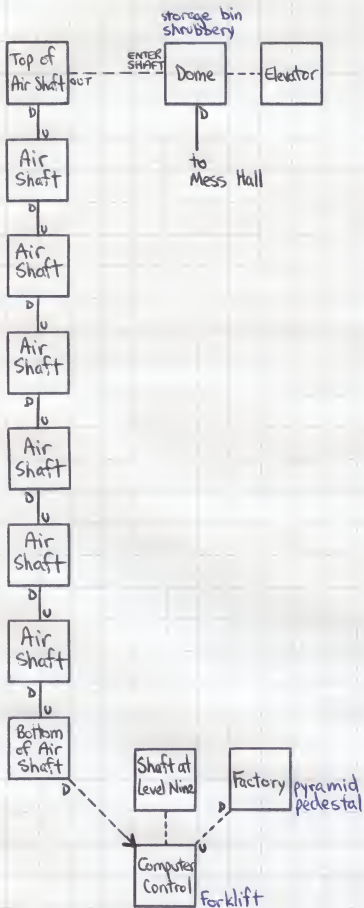 storage bin
shrubbery
Top of
Air Shaft
OUT
ENTER
SHAFT
Dome
Elevator
D
D
U
to
Mess Hall
Air
Shaft
D
U
Air
Shaft
D
U
Air
Shaft
D
U
Air
Shaft
D
U
Air
Shaft
D
U
Air
Shaft
D
U
Bottom
of Air
Shaft
D
Shaft at
Level Nine
Factory
D
pyramid
pedestal
Computer
Control
U
forklift